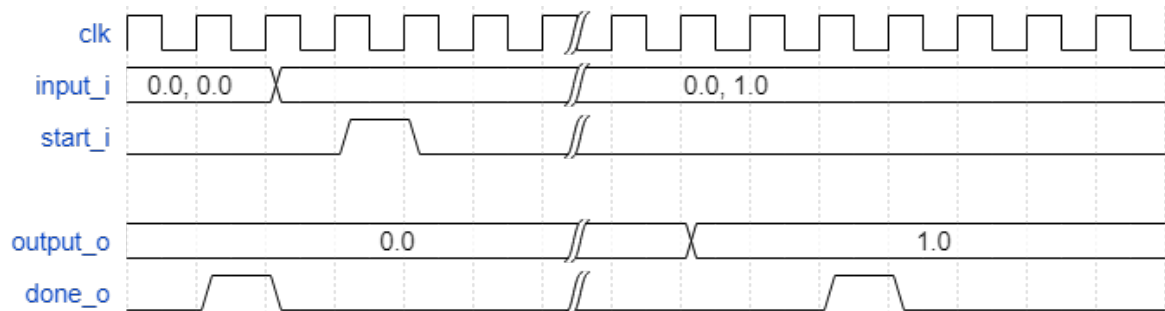 clk
input_i 0.0, 0.0 0.0, 1.0
start_i
output_o 0.0 1.0
done_o